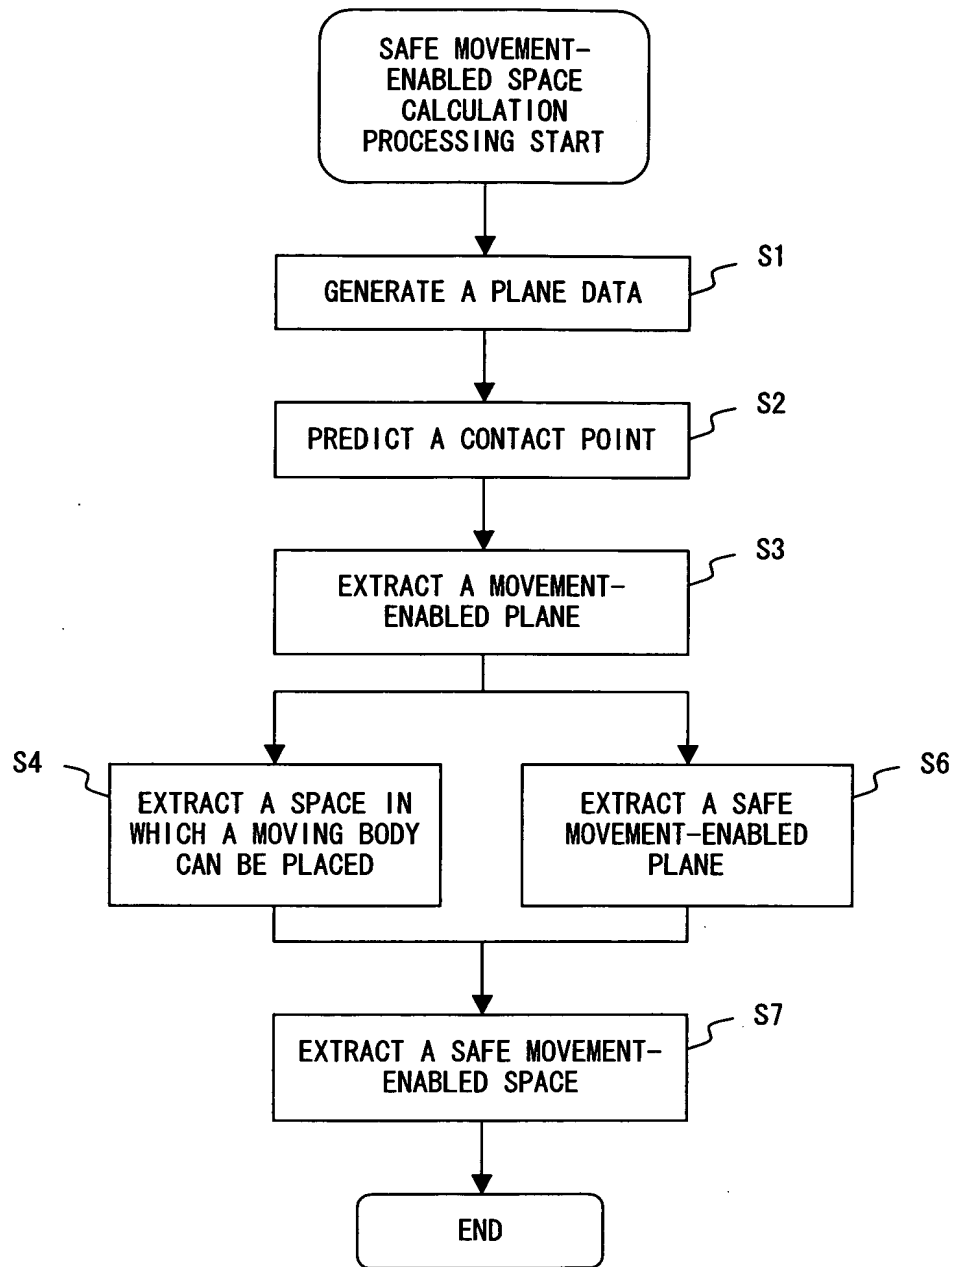 SAFE MOVEMENT-
ENABLED SPACE
CALCULATION
PROCESSING START
S1
GENERATE A PLANE DATA
S2
PREDICT A CONTACT POINT
S3
EXTRACT A MOVEMENT-
ENABLED PLANE
S4
EXTRACT A SPACE IN
WHICH A MOVING BODY
CAN BE PLACED
S6
EXTRACT A SAFE
MOVEMENT-ENABLED
PLANE
S7
EXTRACT A SAFE MOVEMENT-
ENABLED SPACE
END